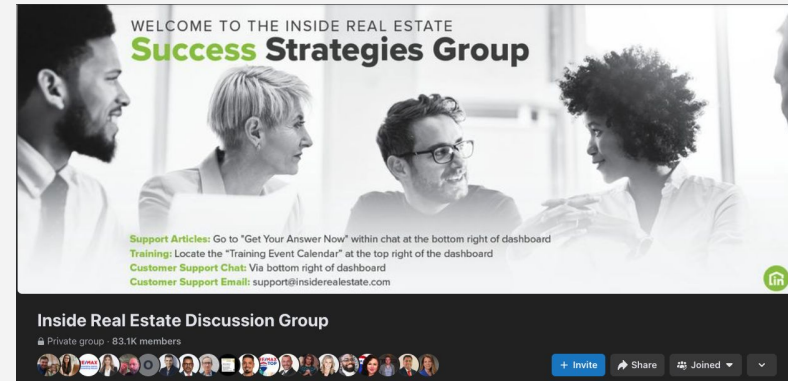 WELCOME TO THE INSIDE REAL ESTATE
Success Strategies Group
Support Articles: Go to "Get Your Answer Now" within chat at the bottom right of dashboard
Training: Locate the "Training Event Calendar" at the top right of the dashboard
Customer Support Chat: Via bottom right of dashboard
Customer Support Email: support@insiderealestate.com
in
Inside Real Estate Discussion Group
Private group · 83.1K members
+ Invite
Share
Joined